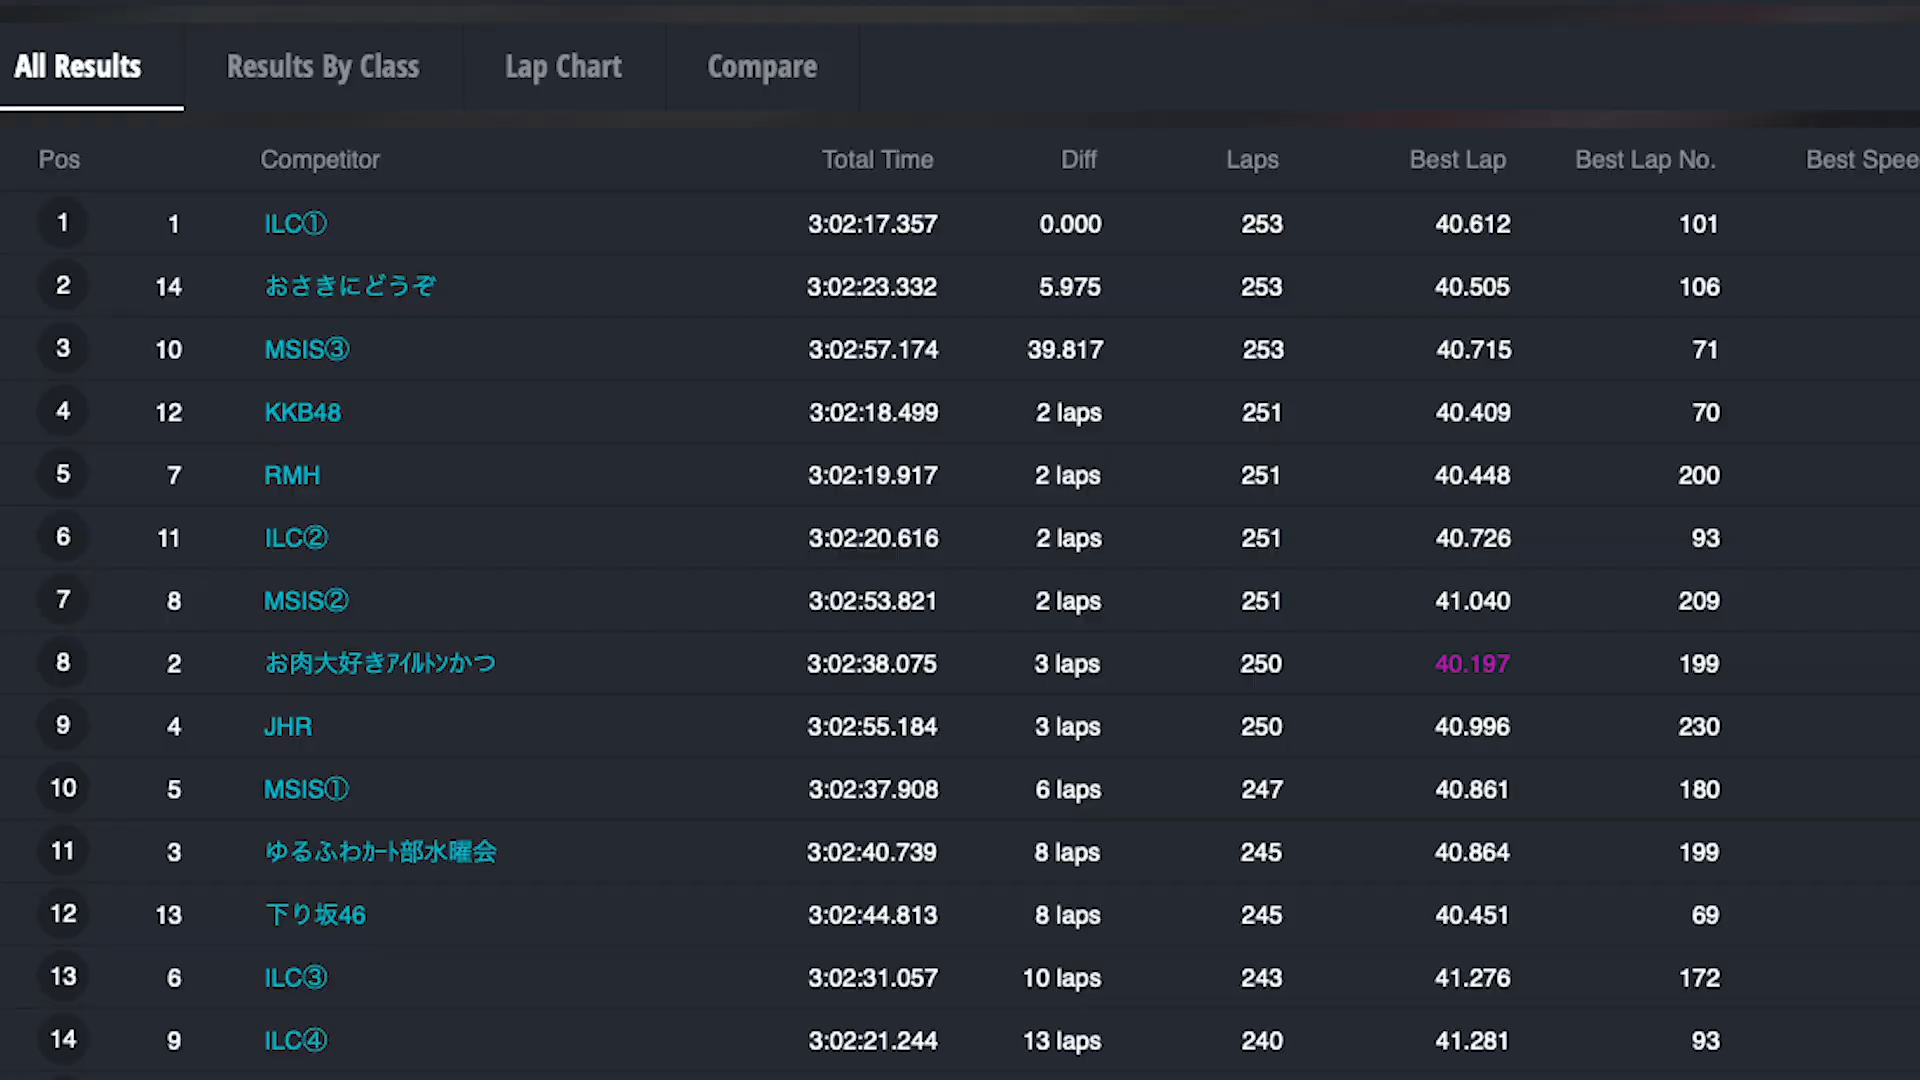 All Results Results By Class Lap Chart Compare
Pos Competitor Total Time Diff Laps Best Lap Best Lap No. Best Spee
1 1 ILC① 3:02:17.357 0.000 253 40.612 101
2 14 おさきにどうぞ 3:02:23.332 5.975 253 40.505 106
3 10 MSIS③ 3:02:57.174 39.817 253 40.715 71
4 12 KKB48 3:02:18.499 2 laps 251 40.409 70
5 7 RMH 3:02:19.917 2 laps 251 40.448 200
6 11 ILC② 3:02:20.616 2 laps 251 40.726 93
7 8 MSIS② 3:02:53.821 2 laps 251 41.040 209
8 2 お肉大好きｱｲﾙﾄﾝかつ 3:02:38.075 3 laps 250 40.197 199
9 4 JHR 3:02:55.184 3 laps 250 40.996 230
10 5 MSIS① 3:02:37.908 6 laps 247 40.861 180
11 3 ゆるふわｶｰﾄ部水曜会 3:02:40.739 8 laps 245 40.864 199
12 13 下り坂46 3:02:44.813 8 laps 245 40.451 69
13 6 ILC③ 3:02:31.057 10 laps 243 41.276 172
14 9 ILC④ 3:02:21.244 13 laps 240 41.281 93